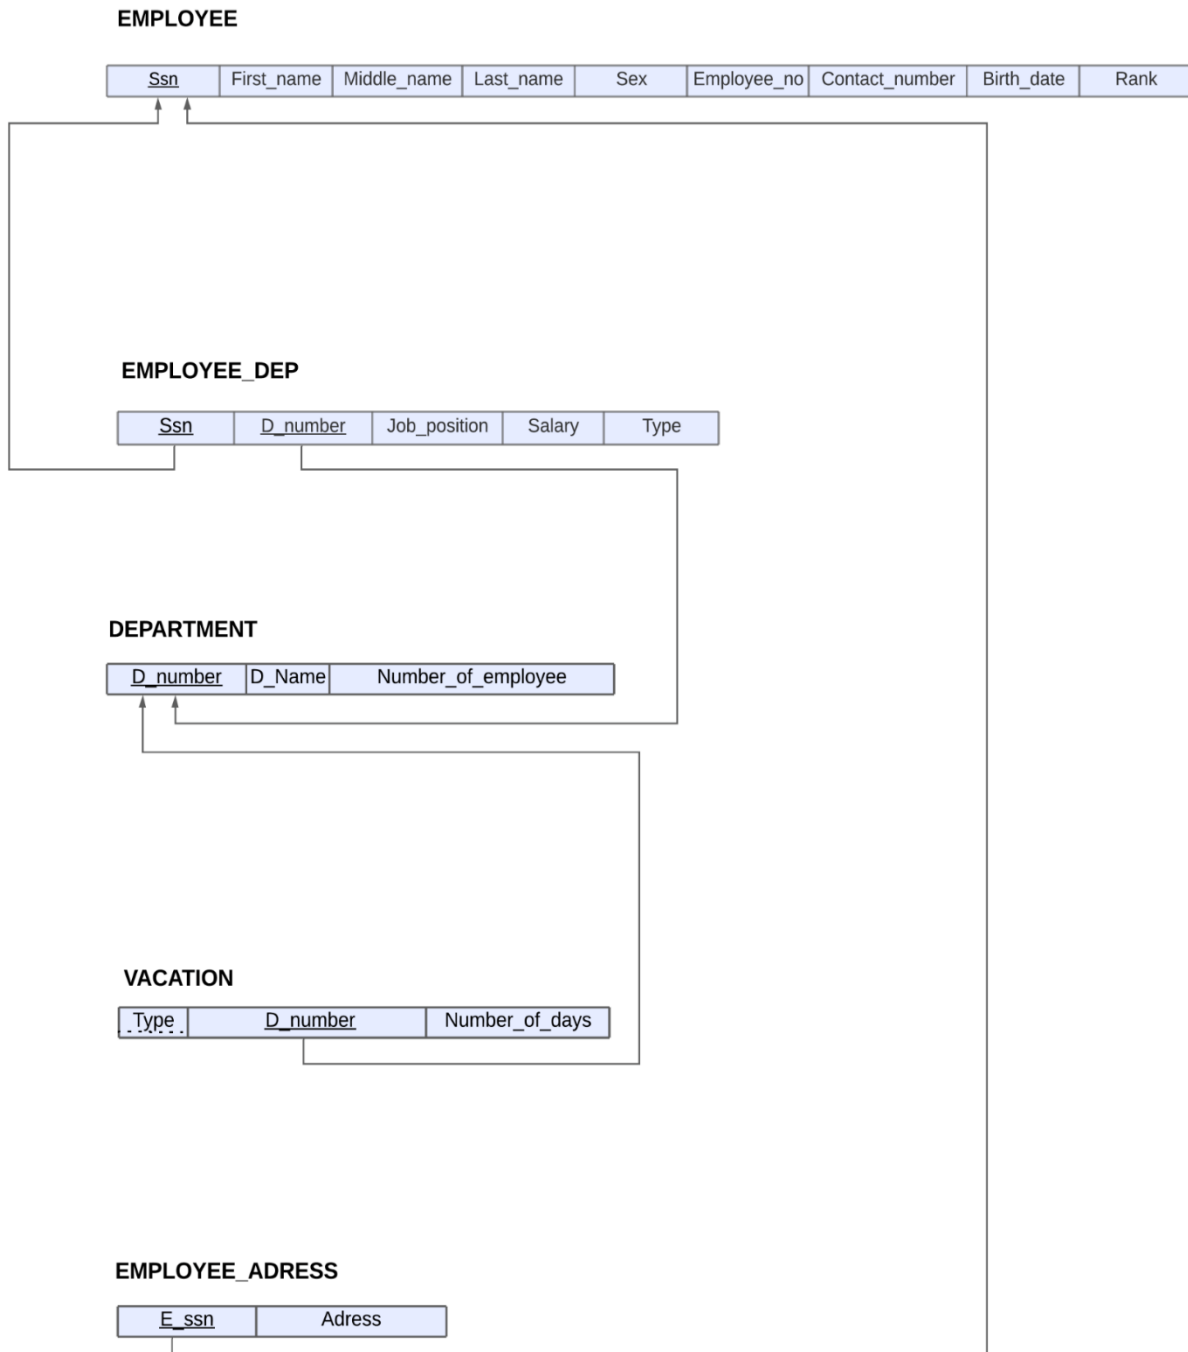 EMPLOYEE
Ssn First_name Middle_name Last_name Sex Employee_no Contact_number Birth_date Rank
EMPLOYEE_DEP
Ssn D_number Job_position Salary Type
DEPARTMENT
D_number D_Name Number_of_employee
VACATION
Type D_number Number_of_days
EMPLOYEE_ADRESS
E_ssn Adress